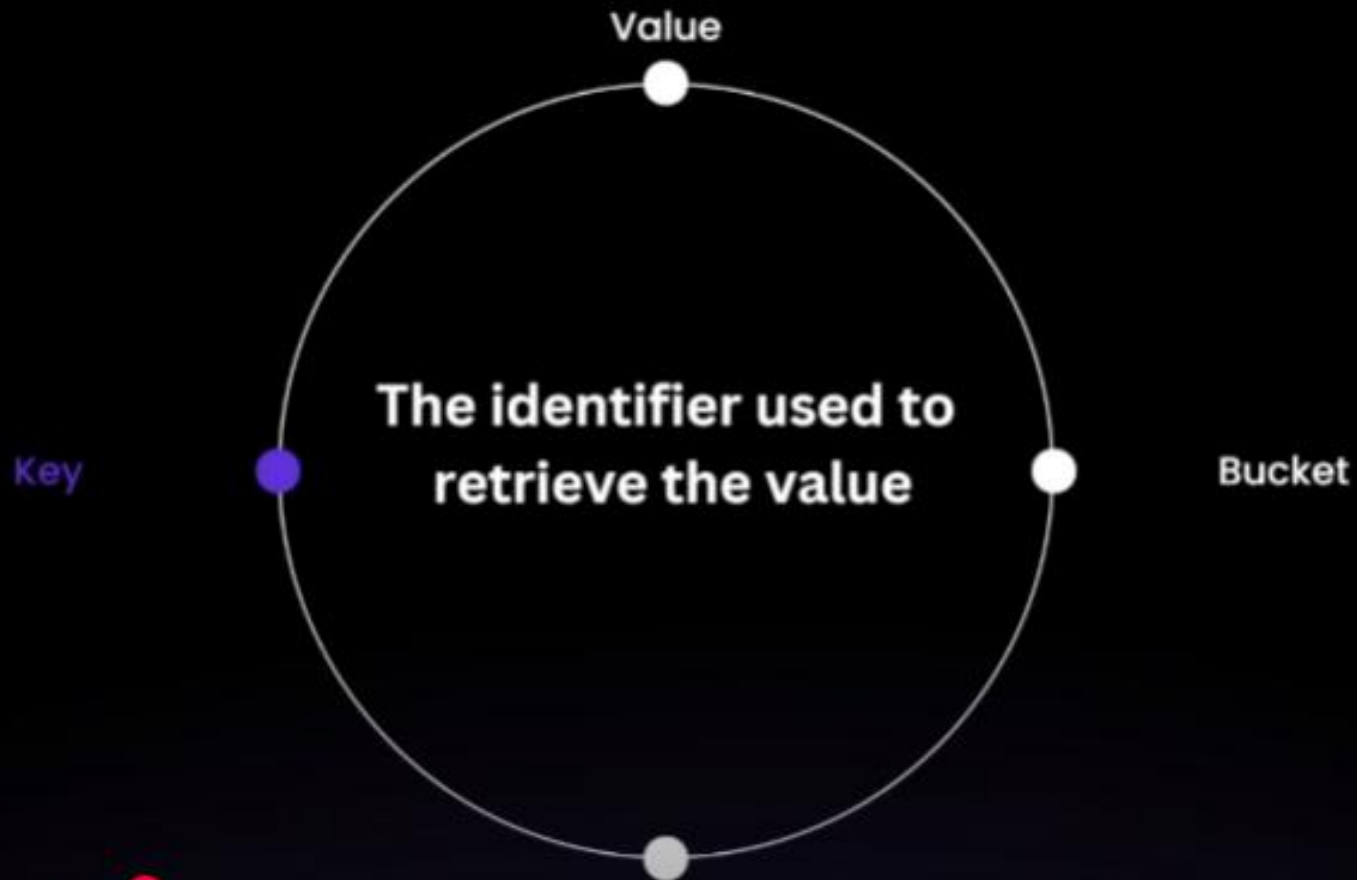 Value
The identifier used to
retrieve the value
Key
Bucket